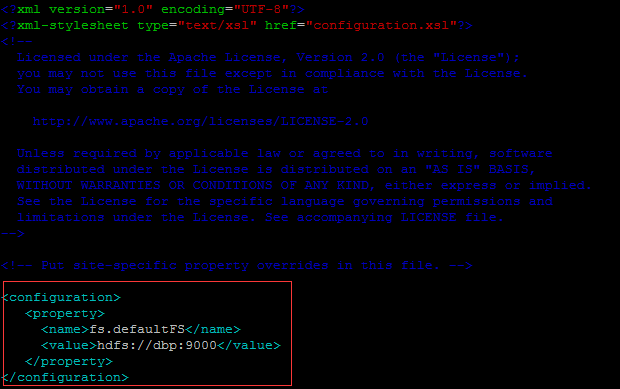 <?xml version="1.0" encoding="UTF-8"?>
<?xml-stylesheet type="text/xsl" href="configuration.xsl"?>
<!--
  Licensed under the Apache License, Version 2.0 (the "License");
  you may not use this file except in compliance with the License.
  You may obtain a copy of the License at

    http://www.apache.org/licenses/LICENSE-2.0

  Unless required by applicable law or agreed to in writing, software
  distributed under the License is distributed on an "AS IS" BASIS,
  WITHOUT WARRANTIES OR CONDITIONS OF ANY KIND, either express or implied.
  See the License for the specific language governing permissions and
  limitations under the License. See accompanying LICENSE file.
-->

<!-- Put site-specific property overrides in this file. -->

<configuration>
   <property>
     <name>fs.defaultFS</name>
     <value>hdfs://dbp:9000</value>
   </property>
</configuration>